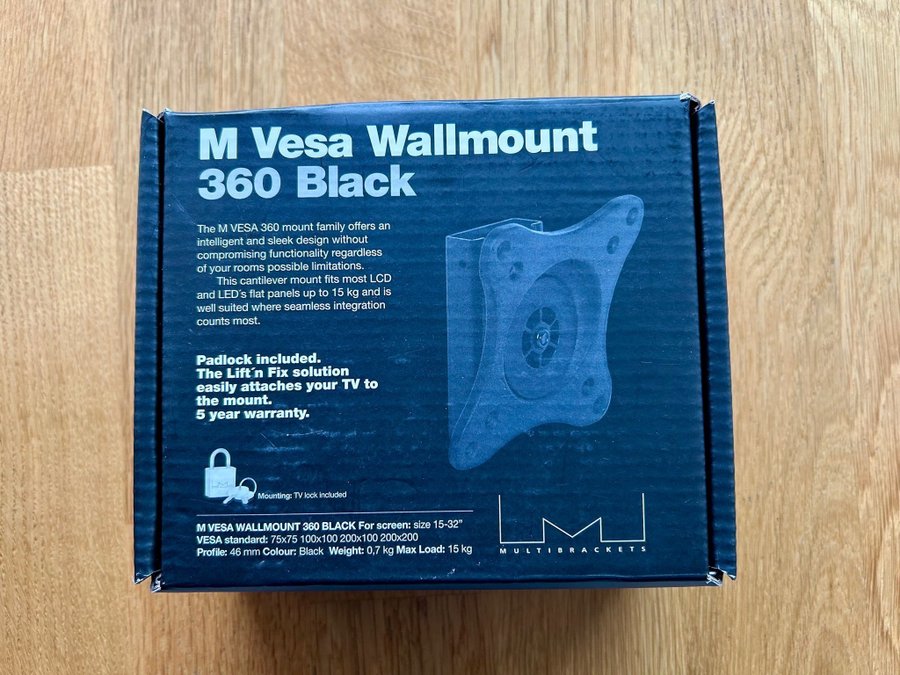 M Vesa Wallmount
360 Black
The M VESA 360 mount family offers an
intelligent and sleek design without
compromising functionality regardless
of your rooms possible limitations.
This cantilever mount fits most LCD
and LED´s flat panels up to 15 kg and is
well suited where seamless integration
counts most.
Padlock included.
The Lift´n Fix solution
easily attaches your TV to
the mount.
5 year warranty.
Mounting: TV lock included
M VESA WALLMOUNT 360 BLACK For screen: size 15-32”
VESA standard: 75x75 100x100 200x100 200x200
Profile: 46 mm Colour: Black Weight: 0,7 kg Max Load: 15 kg
MULTIBRACKETS